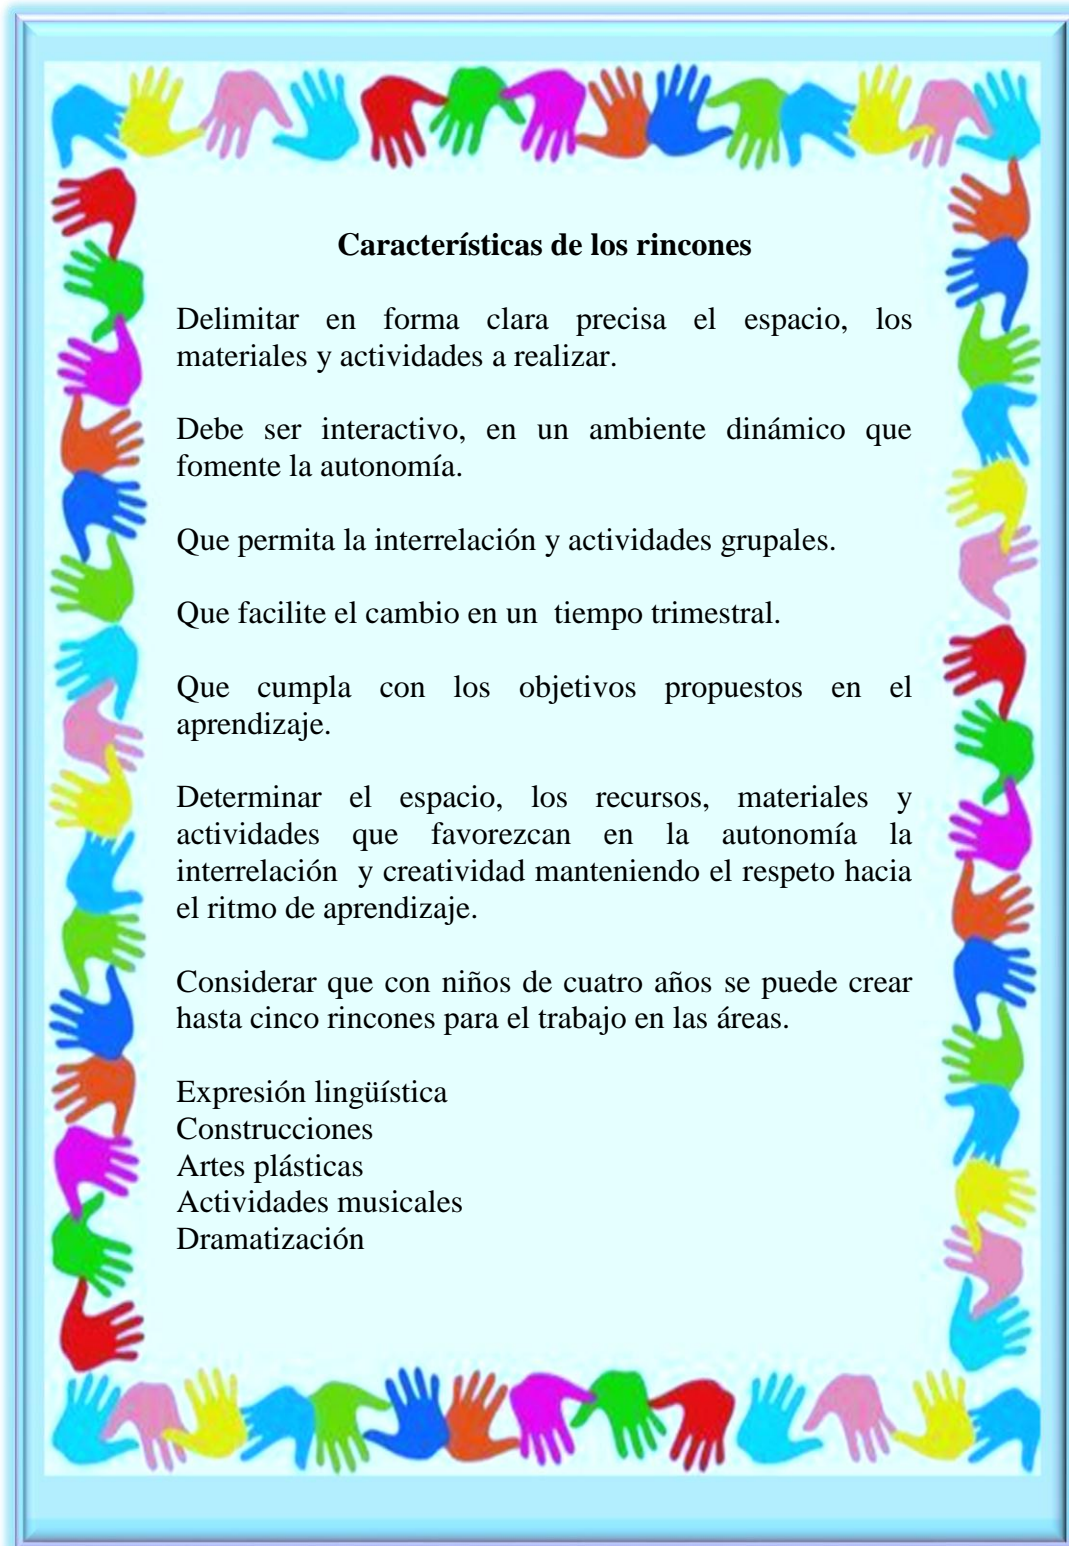 Características de los rincones
Delimitar en forma clara precisa el espacio, los
materiales y actividades a realizar.
Debe ser interactivo, en un ambiente dinámico que
fomente la autonomía.
Que permita la interrelación y actividades grupales.
Que facilite el cambio en un  tiempo trimestral.
Que cumpla con los objetivos propuestos en el
aprendizaje.
Determinar el espacio, los recursos, materiales y
actividades que favorezcan en la autonomía la
interrelación  y creatividad manteniendo el respeto hacia
el ritmo de aprendizaje.
Considerar que con niños de cuatro años se puede crear
hasta cinco rincones para el trabajo en las áreas.
Expresión lingüística
Construcciones
Artes plásticas
Actividades musicales
Dramatización